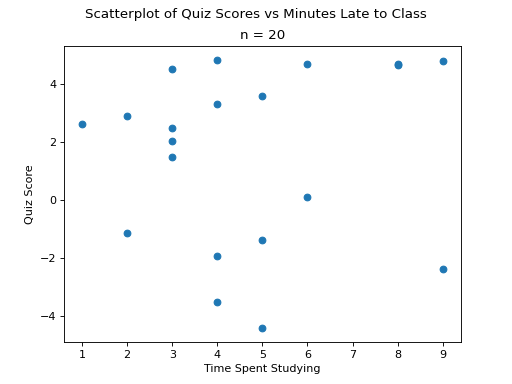 Scatterplot of Quiz Scores vs Minutes Late to Class
n = 20
4
2
0
−2
−4
Quiz Score
1 2 3 4 5 6 7 8 9
Time Spent Studying